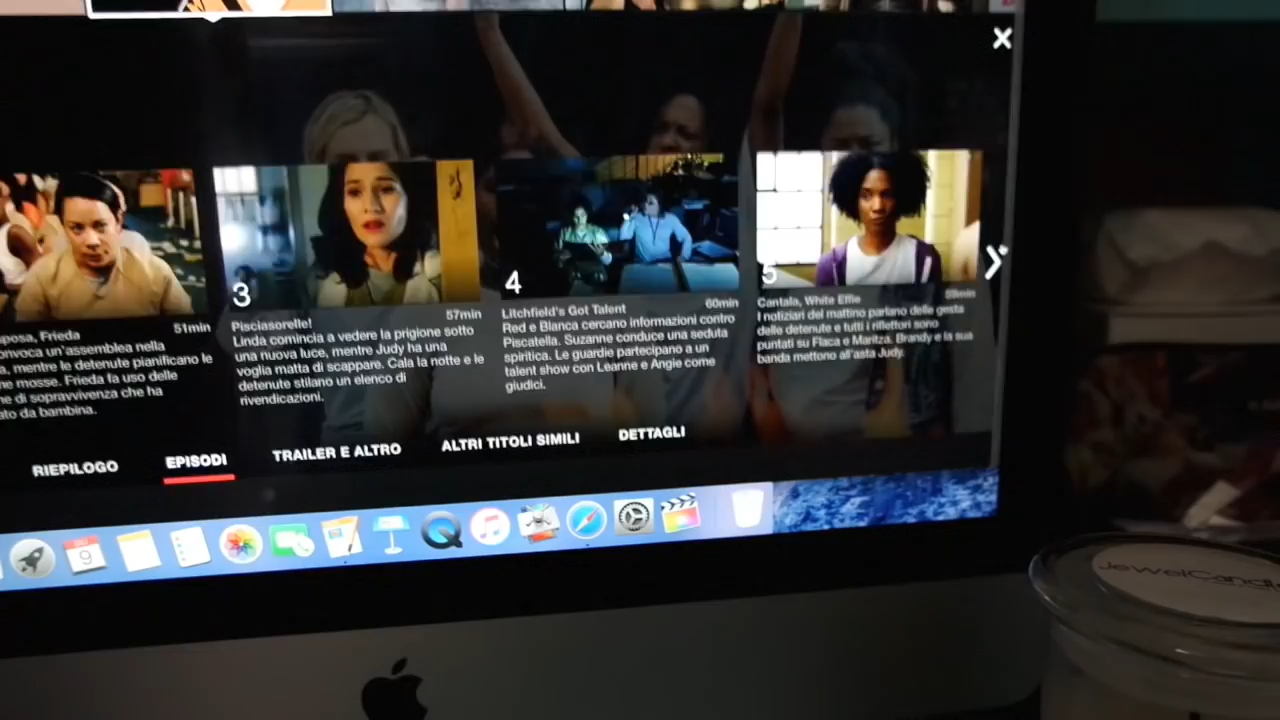 3
4
5
posa, Frieda 51min
onvoca un'assemblea nella
a, mentre le detenute pianificano le
ne mosse. Frieda fa uso delle
he di sopravvivenza che ha
ato da bambina.
Pisciasorelle! 57min
Linda comincia a vedere la prigione sotto
una nuova luce, mentre Judy ha una
voglia matta di scappare. Cala la notte e le
detenute stilano un elenco di
rivendicazioni.
Litchfield's Got Talent 60min
Red e Blanca cercano informazioni contro
Piscatella. Suzanne conduce una seduta
spiritica. Le guardie partecipano a un
talent show con Leanne e Angie come
giudici.
Cantala, White Effie 59min
I notiziari del mattino parlano delle gesta
delle detenute e tutti i riflettori sono
puntati su Flaca e Maritza. Brandy e la sua
banda mettono all'asta Judy.
RIEPILOGO EPISODI TRAILER E ALTRO ALTRI TITOLI SIMILI DETTAGLI
9
JewelCandle